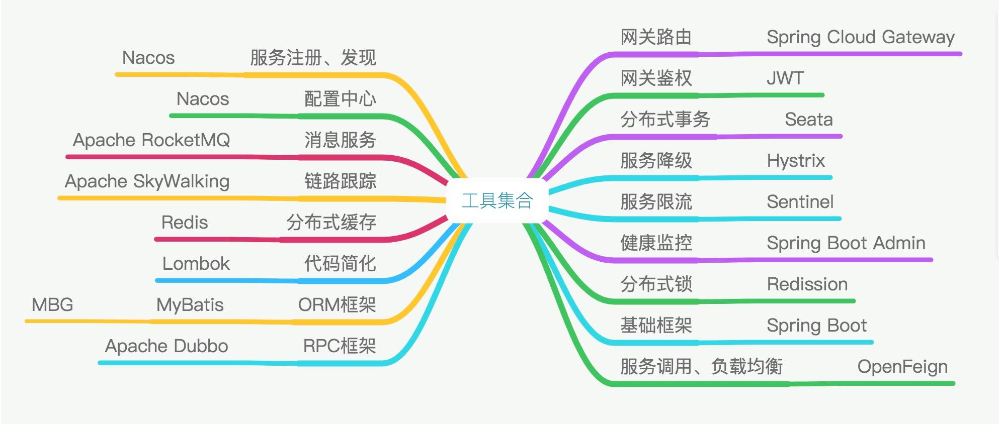 工具集合
网关路由 Spring Cloud Gateway
网关鉴权 JWT
分布式事务 Seata
服务降级 Hystrix
服务限流 Sentinel
健康监控 Spring Boot Admin
分布式锁 Redission
基础框架 Spring Boot
服务调用、负载均衡 OpenFeign
Nacos 服务注册、发现
Nacos 配置中心
Apache RocketMQ 消息服务
Apache SkyWalking 链路跟踪
Redis 分布式缓存
Lombok 代码简化
MBG MyBatis ORM框架
Apache Dubbo RPC框架